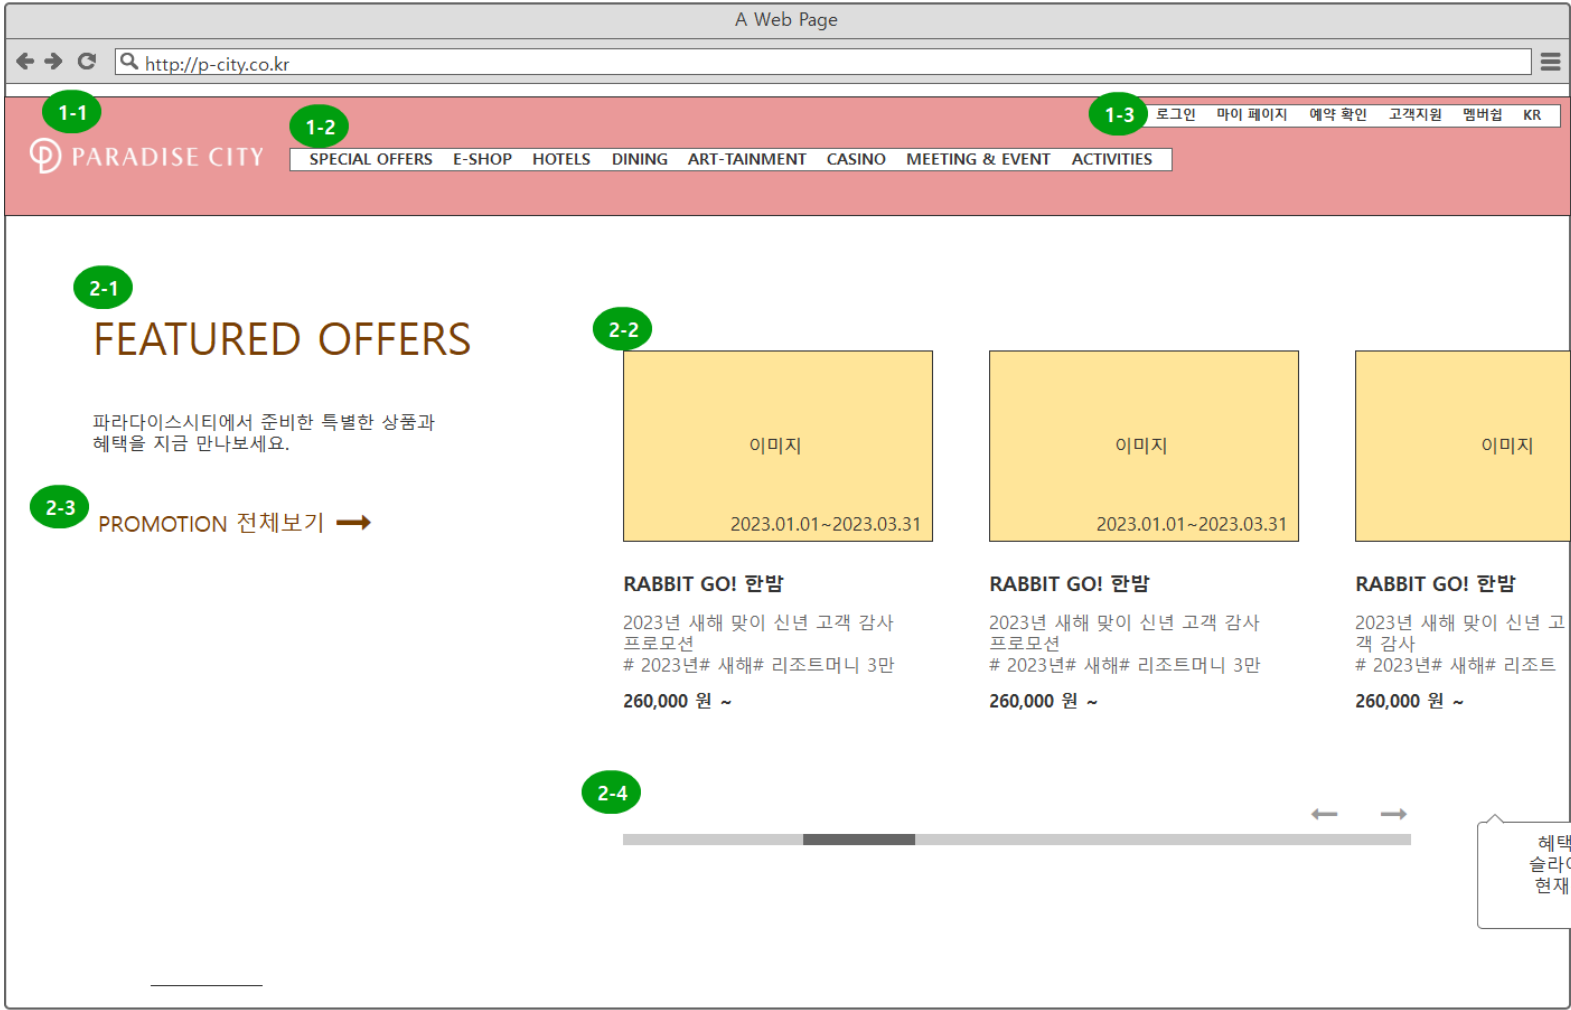 A Web Page
http://p-city.co.kr
1-1
1-2
1-3
로그인 마이 페이지 예약 확인 고객지원 멤버쉽 KR
PARADISE CITY
SPECIAL OFFERS E-SHOP HOTELS DINING ART-TAINMENT CASINO MEETING & EVENT ACTIVITIES
2-1
FEATURED OFFERS
파라다이스시티에서 준비한 특별한 상품과
혜택을 지금 만나보세요.
2-3
PROMOTION 전체보기
2-2
이미지
2023.01.01~2023.03.31
RABBIT GO! 한밤
2023년 새해 맞이 신년 고객 감사
프로모션
# 2023년# 새해# 리조트머니 3만
260,000 원 ~
이미지
2023.01.01~2023.03.31
RABBIT GO! 한밤
2023년 새해 맞이 신년 고객 감사
프로모션
# 2023년# 새해# 리조트머니 3만
260,000 원 ~
이미지
RABBIT GO! 한밤
2023년 새해 맞이 신년 고
객 감사
# 2023년# 새해# 리조트
260,000 원 ~
2-4
혜택
슬라이
현재